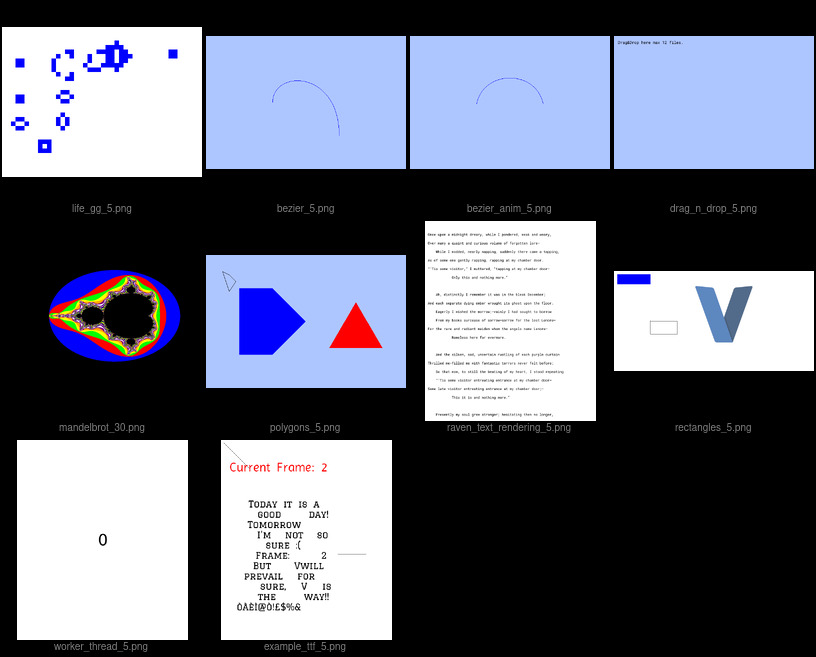 Drag&Drop here max 12 files.
life_gg_5.png
bezier_5.png
bezier_anim_5.png
drag_n_drop_5.png
Once upon a midnight dreary, while I pondered, weak and weary,
Over many a quaint and curious volume of forgotten lore-
While I nodded, nearly napping, suddenly there came a tapping,
As of some one gently rapping, rapping at my chamber door.
"'Tis some visitor," I muttered, "tapping at my chamber door-
Only this and nothing more."
Ah, distinctly I remember it was in the bleak December;
And each separate dying ember wrought its ghost upon the floor.
Eagerly I wished the morrow;-vainly I had sought to borrow
From my books surcease of sorrow-sorrow for the lost Lenore-
For the rare and radiant maiden whom the angels name Lenore-
Nameless here for evermore.
And the silken, sad, uncertain rustling of each purple curtain
Thrilled me-filled me with fantastic terrors never felt before;
So that now, to still the beating of my heart, I stood repeating
"'Tis some visitor entreating entrance at my chamber door-
Some late visitor entreating entrance at my chamber door;-
This it is and nothing more."
Presently my soul grew stronger; hesitating then no longer,
mandelbrot_30.png
polygons_5.png
raven_text_rendering_5.png
rectangles_5.png
0
Current Frame: 2
Today it is a
good day!
Tomorrow
I'm not so
sure :(
Frame: 2
But Vwill
prevail for
sure, V is
the way!!
òàèì@ò!£$%&
worker_thread_5.png
example_ttf_5.png